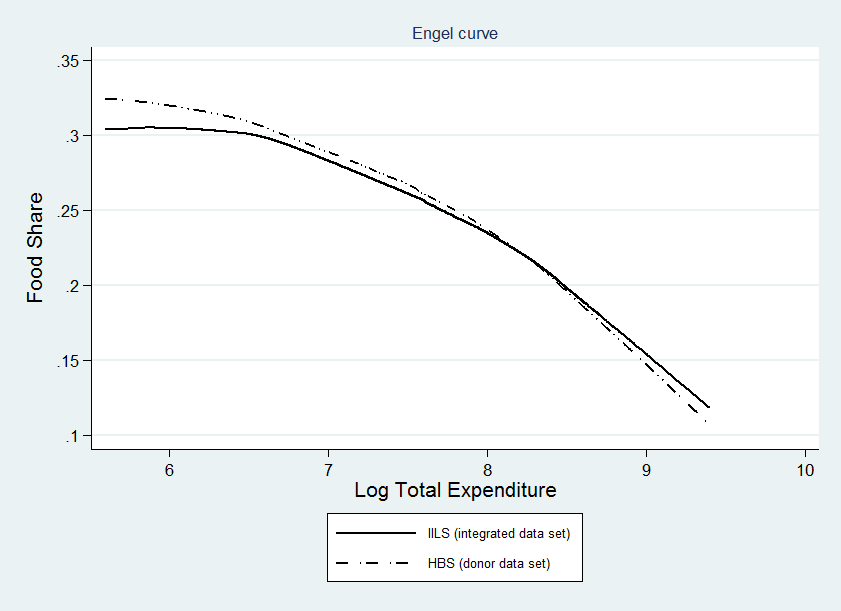 Engel curve
.35
.3
.25
.2
.15
.1
Food Share
6 7 8 9 10
Log Total Expenditure
IILS (integrated data set)
HBS (donor data set)